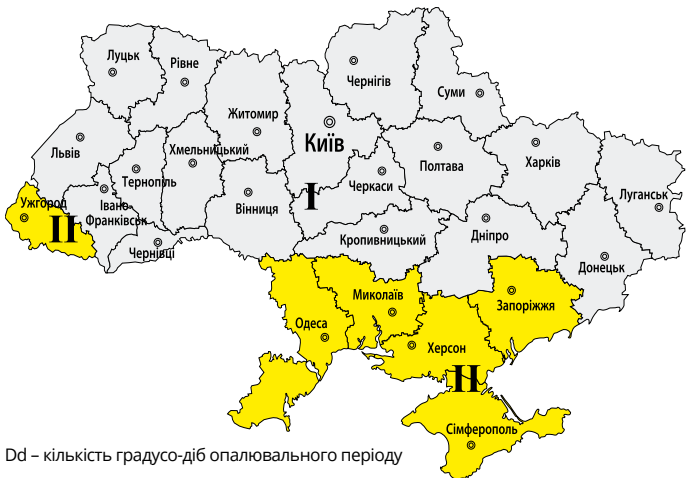 Луцьк
Рівне
Чернігів
Суми
Житомир
Київ
Львів
Хмельницький
Тернопіль
Полтава
Харків
Черкаси
Луганськ
Ужгород
Івано-
Франківськ
II
Вінниця
I
Чернівці
Кропивницький
Дніпро
Донецьк
Миколаїв
Запоріжжя
Одеса
Херсон
II
Сімферополь
Dd – кількість градусо-діб опалювального періоду